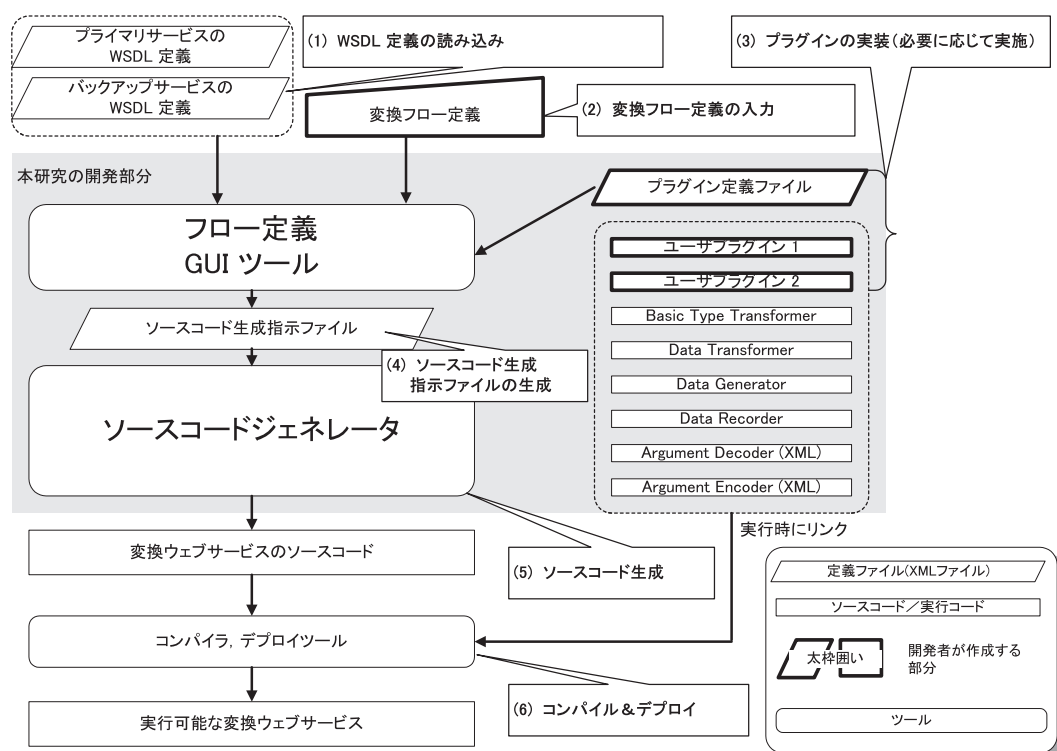 プライマリサービスの
WSDL 定義
バックアップサービスの
WSDL 定義
(1) WSDL 定義の読み込み
(3) プラグインの実装(必要に応じて実施)
変換フロー定義
(2) 変換フロー定義の入力
本研究の開発部分
プラグイン定義ファイル
フロー定義
GUI ツール
ユーザプラグイン 1
ユーザプラグイン 2
Basic Type Transformer
Data Transformer
Data Generator
Data Recorder
Argument Decoder (XML)
Argument Encoder (XML)
ソースコード生成指示ファイル
(4) ソースコード生成
指示ファイルの生成
ソースコードジェネレータ
実行時にリンク
変換ウェブサービスのソースコード
(5) ソースコード生成
コンパイラ, デプロイツール
(6) コンパイル&デプロイ
実行可能な変換ウェブサービス
定義ファイル(XMLファイル)
ソースコード/実行コード
太枠囲い
開発者が作成する
部分
ツール